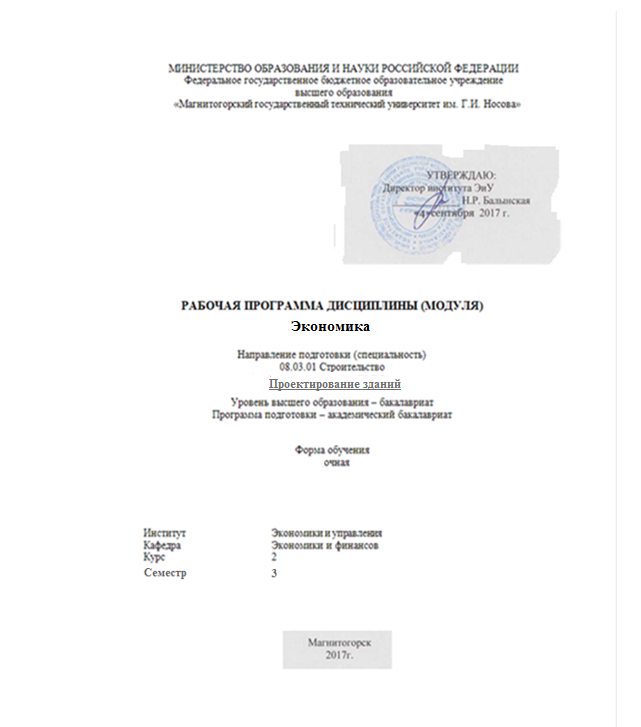 МИНИСТЕРСТВО ОБРАЗОВАНИЯ И НАУКИ РОССИЙСКОЙ ФЕДЕРАЦИИ
Федеральное государственное бюджетное образовательное учреждение
высшего образования
«Магнитогорский государственный технический университет им. Г.И. Носова»
УТВЕРЖДАЮ:
Директор института ЭиУ
Н.Р. Балынская
«4» сентября 2017 г.
РАБОЧАЯ ПРОГРАММА ДИСЦИПЛИНЫ (МОДУЛЯ)
Экономика
Направление подготовки (специальность)
08.03.01 Строительство
Проектирование зданий
Уровень высшего образования – бакалавриат
Программа подготовки – академический бакалавриат
Форма обучения
очная
Институт Экономики и управления
Кафедра Экономики и финансов
Курс 2
Семестр 3
Магнитогорск
2017г.